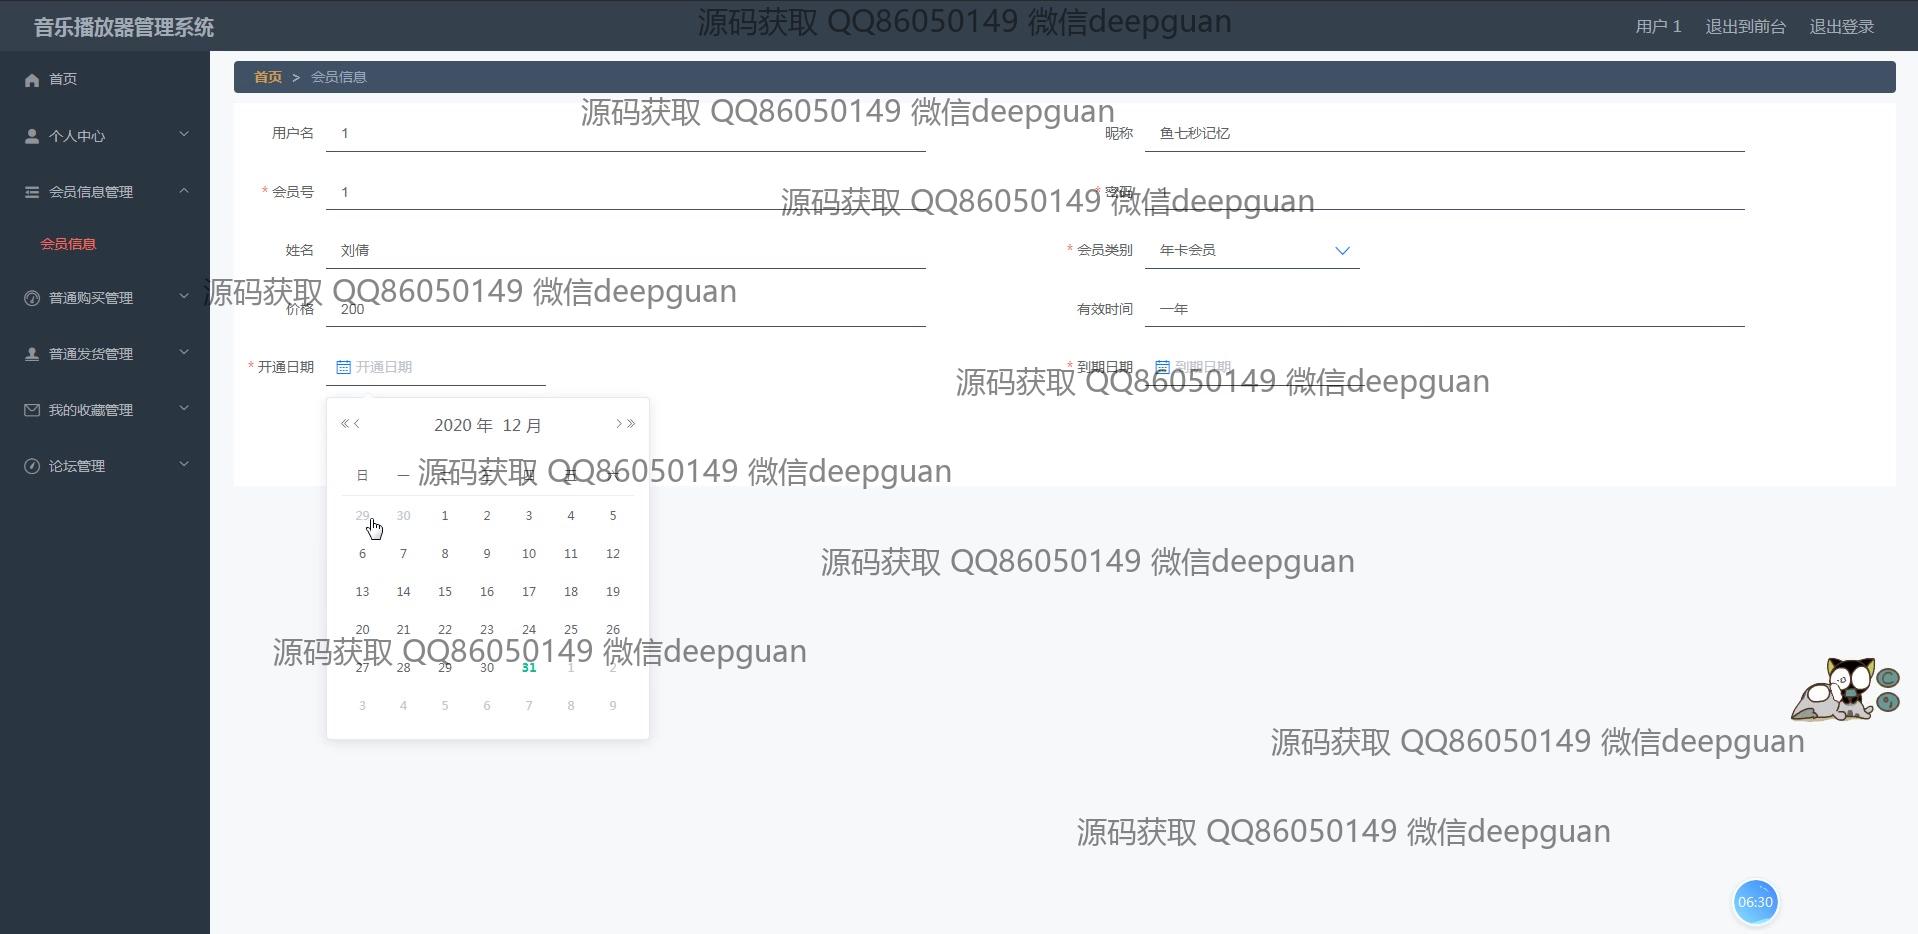 音乐播放器管理系统
源码获取 QQ86050149 微信deepguan
用户 1 退出到前台 退出登录
首页
个人中心
会员信息管理
会员信息
普通购买管理
普通发货管理
我的收藏管理
论坛管理
首页 > 会员信息
源码获取 QQ86050149 微信deepguan
用户名 1
昵称 鱼七秒记忆
* 会员号 1
* 密码 1
源码获取 QQ86050149 微信deepguan
姓名 刘倩
* 会员类别 年卡会员
源码获取 QQ86050149 微信deepguan
价格 200
有效时间 一年
* 开通日期 开通日期
* 到期日期 到期日期
源码获取 QQ86050149 微信deepguan
« < 2020 年 12 月 > »
日 一 二 三 四 五 六
源码获取 QQ86050149 微信deepguan
29 30 1 2 3 4 5
6 7 8 9 10 11 12
源码获取 QQ86050149 微信deepguan
13 14 15 16 17 18 19
20 21 22 23 24 25 26
源码获取 QQ86050149 微信deepguan
27 28 29 30 31 1 2
3 4 5 6 7 8 9
源码获取 QQ86050149 微信deepguan
源码获取 QQ86050149 微信deepguan
06:30